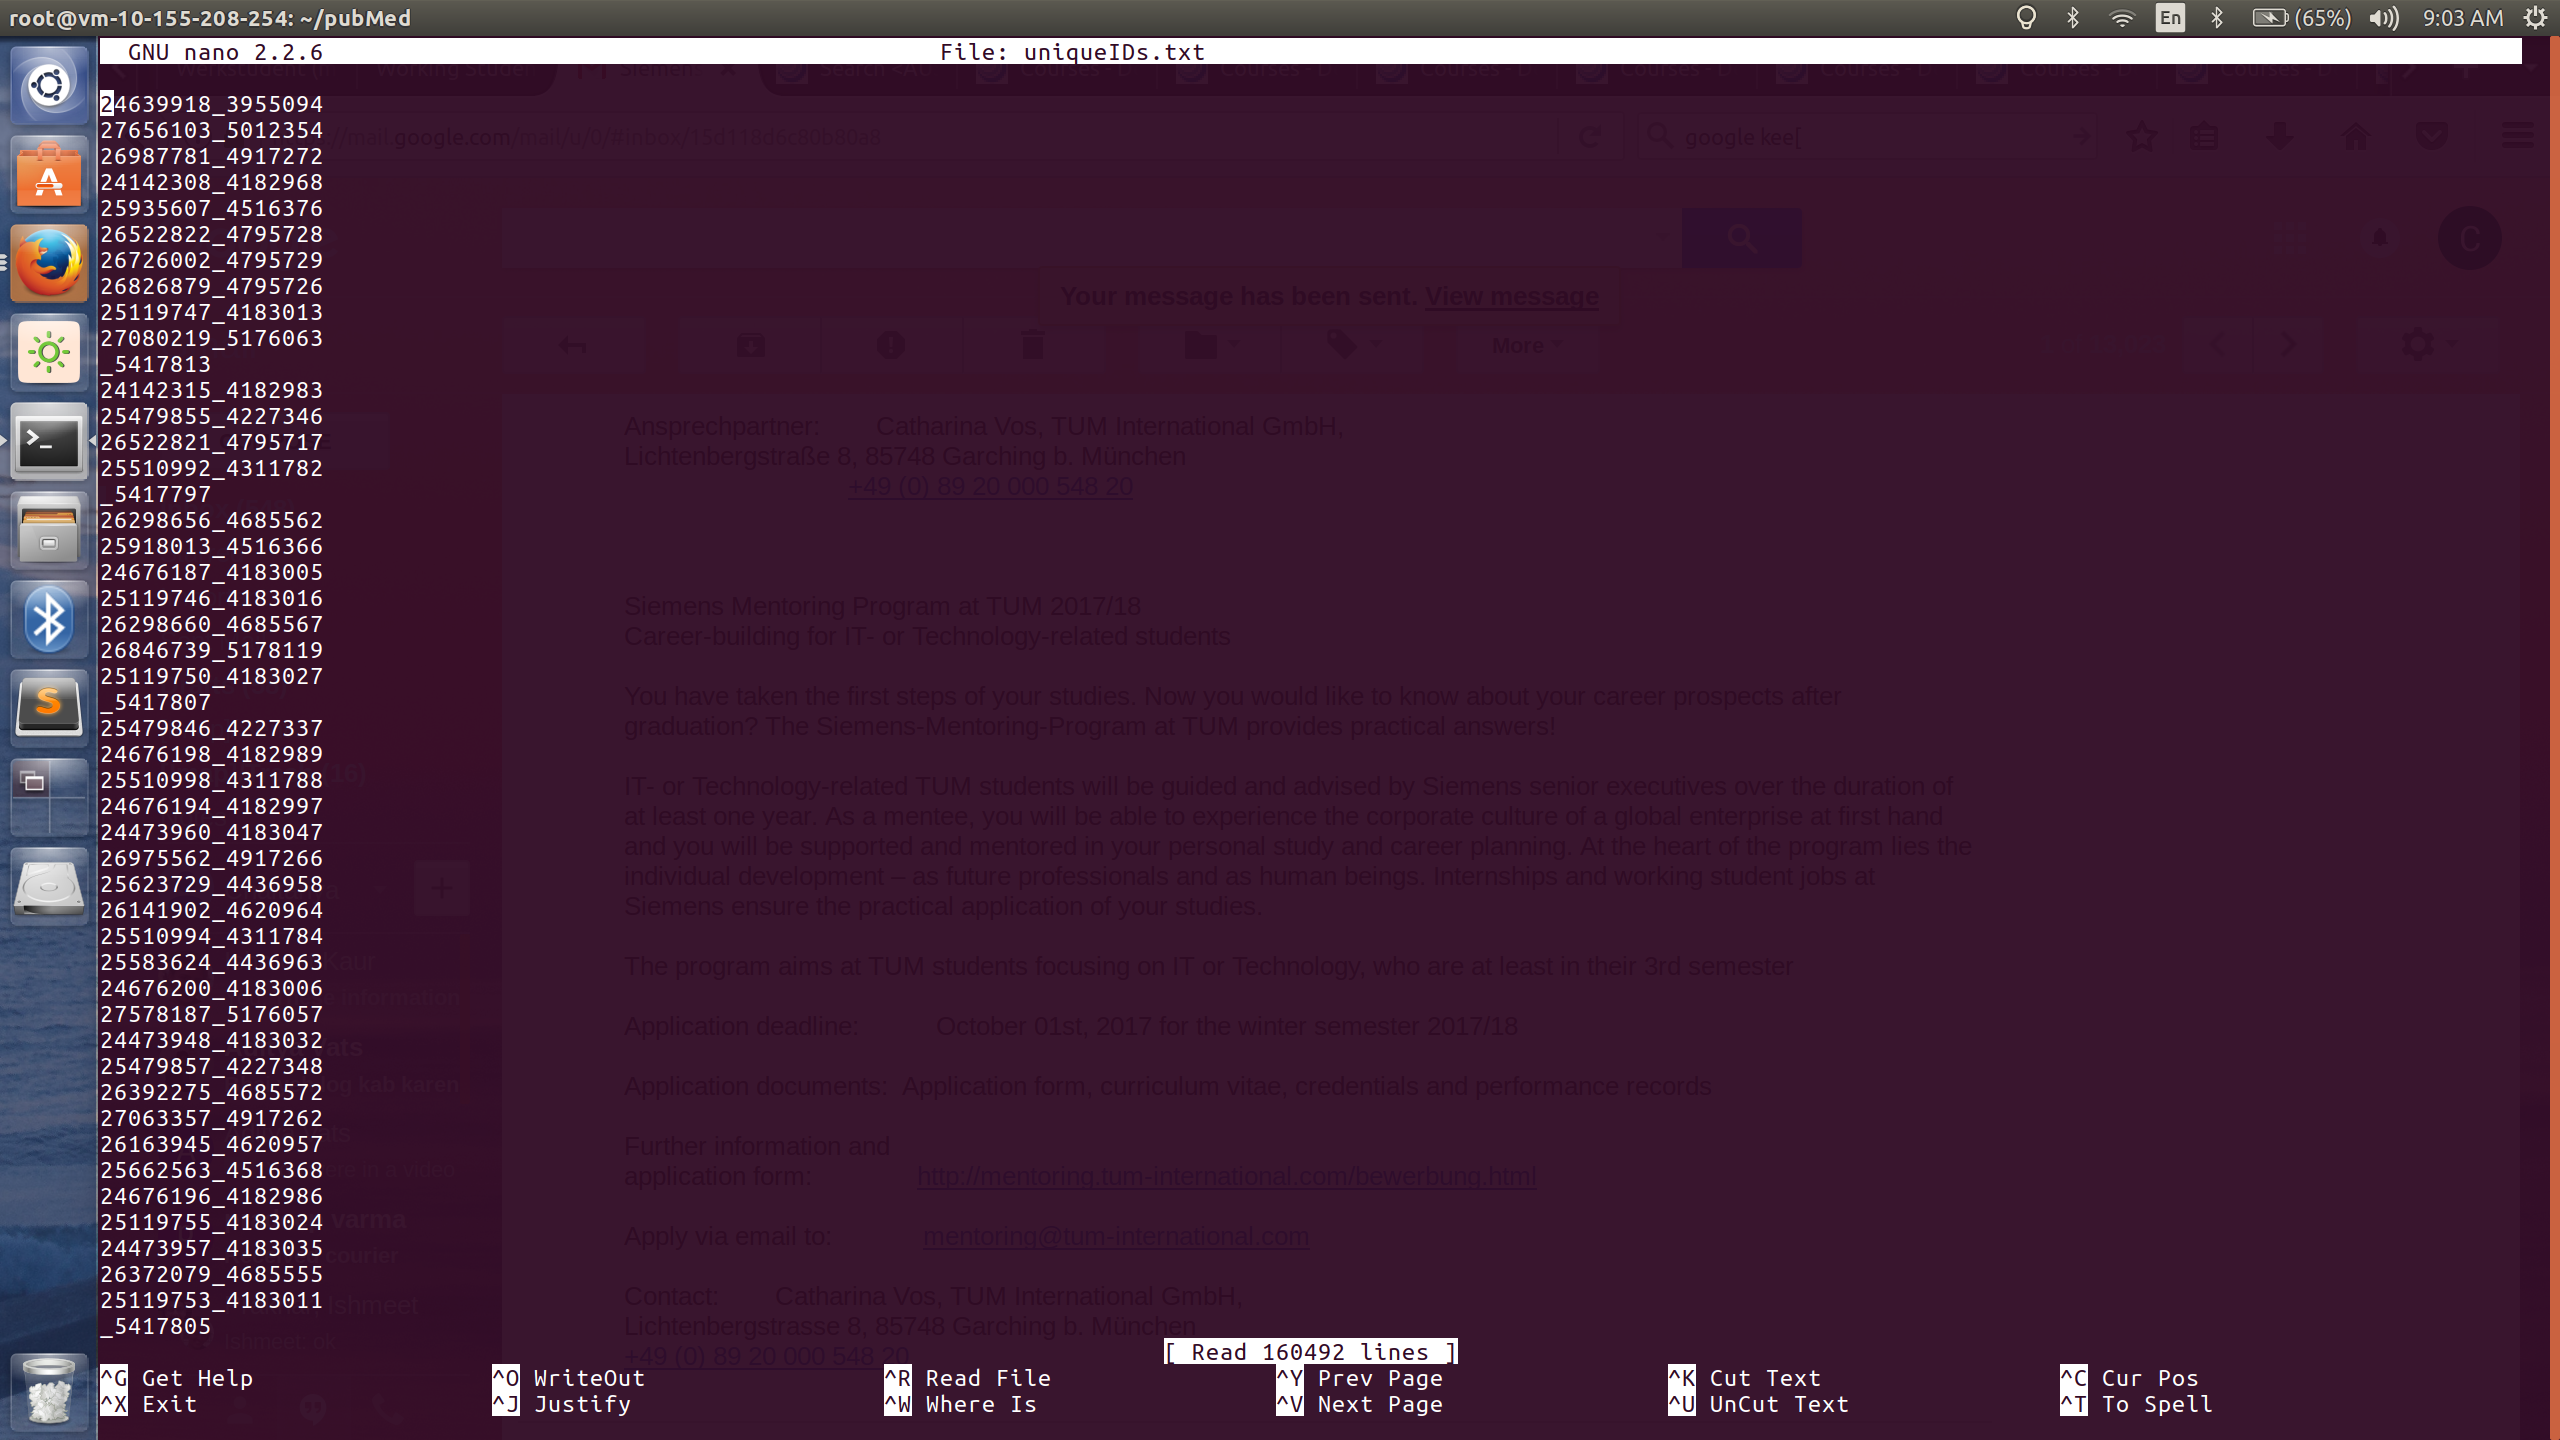 root@vm-10-155-208-254: ~/pubMed
En (65%) 9:03 AM
GNU nano 2.2.6 File: uniqueIDs.txt
24639918_3955094
27656103_5012354
26987781_4917272
24142308_4182968
25935607_4516376
26522822_4795728
26726002_4795729
26826879_4795726
25119747_4183013
27080219_5176063
_5417813
24142315_4182983
25479855_4227346
26522821_4795717
25510992_4311782
_5417797
26298656_4685562
25918013_4516366
24676187_4183005
25119746_4183016
26298660_4685567
26846739_5178119
25119750_4183027
_5417807
25479846_4227337
24676198_4182989
25510998_4311788
24676194_4182997
24473960_4183047
26975562_4917266
25623729_4436958
26141902_4620964
25510994_4311784
25583624_4436963
24676200_4183006
27578187_5176057
24473948_4183032
25479857_4227348
26392275_4685572
27063357_4917262
26163945_4620957
25662563_4516368
24676196_4182986
25119755_4183024
24473957_4183035
26372079_4685555
25119753_4183011
_5417805
[ Read 160492 lines ]
^G Get Help ^O WriteOut ^R Read File ^Y Prev Page ^K Cut Text ^C Cur Pos
^X Exit ^J Justify ^W Where Is ^V Next Page ^U UnCut Text ^T To Spell
//mail.google.com/mail/u/0/#inbox/15d118d6c80b80a8
google kee[
C
Your message has been sent. View message
More
Ansprechpartner: Catharina Vos, TUM International GmbH,
Lichtenbergstraße 8, 85748 Garching b. München
+49 (0) 89 20 000 548 20
Siemens Mentoring Program at TUM 2017/18
Career-building for IT- or Technology-related students
You have taken the first steps of your studies. Now you would like to know about your career prospects after
graduation? The Siemens-Mentoring-Program at TUM provides practical answers!
IT- or Technology-related TUM students will be guided and advised by Siemens senior executives over the duration of
at least one year. As a mentee, you will be able to experience the corporate culture of a global enterprise at first hand
and you will be supported and mentored in your personal study and career planning. At the heart of the program lies the
individual development – as future professionals and as human beings. Internships and working student jobs at
Siemens ensure the practical application of your studies.
The program aims at TUM students focusing on IT or Technology, who are at least in their 3rd semester
Application deadline: October 01st, 2017 for the winter semester 2017/18
Application documents: Application form, curriculum vitae, credentials and performance records
Further information and
application form: http://mentoring.tum-international.com/bewerbung.html
Apply via email to: mentoring@tum-international.com
Contact: Catharina Vos, TUM International GmbH,
Lichtenbergstrasse 8, 85748 Garching b. München
+49 (0) 89 20 000 548 20